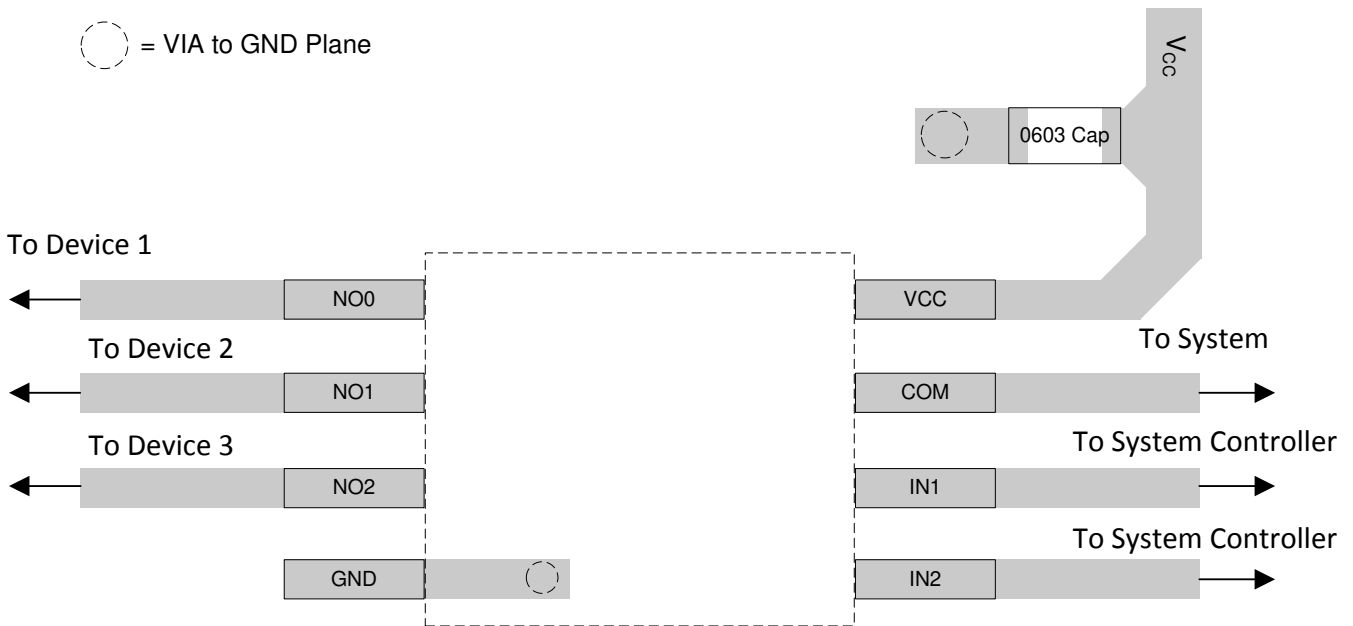 = VIA to GND Plane
VCC
0603 Cap
To Device 1
NO0
VCC
To Device 2
To System
NO1
COM
To Device 3
To System Controller
NO2
IN1
To System Controller
GND
IN2